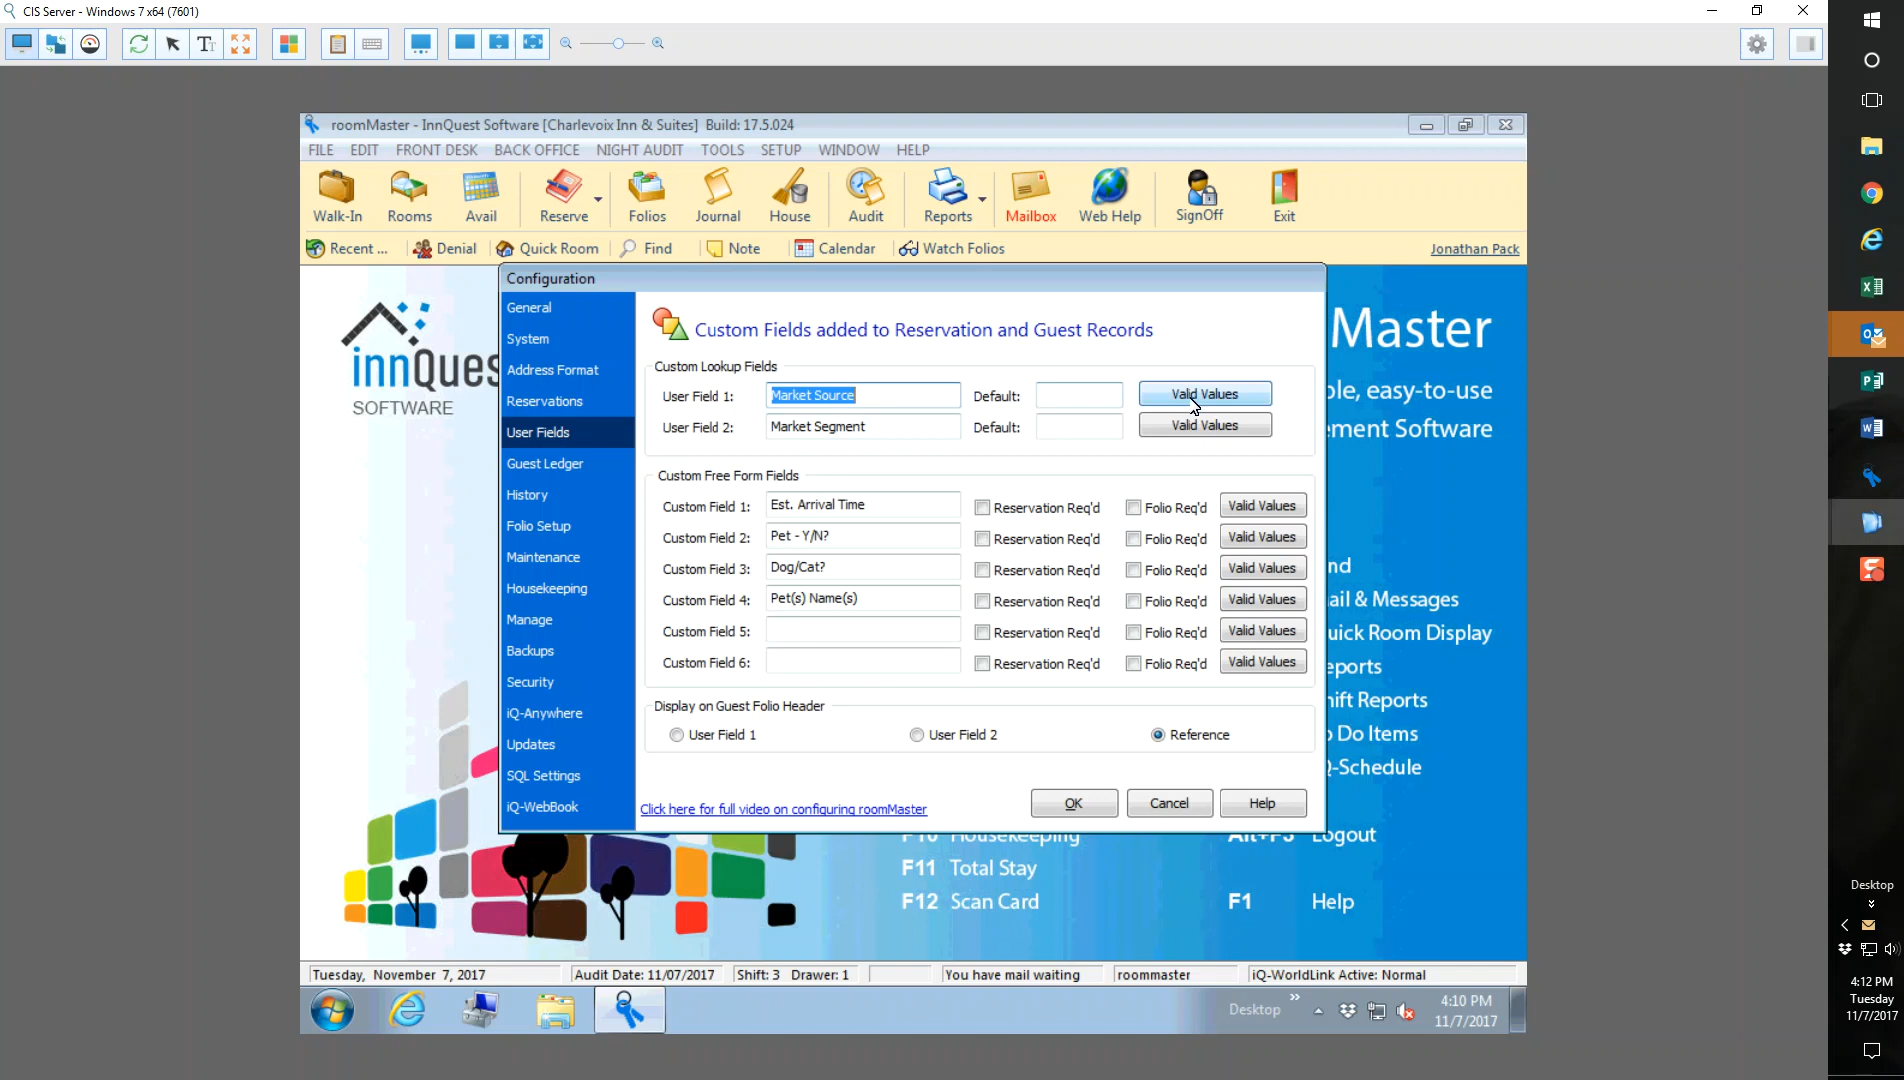 CIS Server - Windows 7 x64 (7601)
roomMaster - InnQuest Software [Charlevoix Inn & Suites] Build: 17.5.024
FILE EDIT FRONT DESK BACK OFFICE NIGHT AUDIT TOOLS SETUP WINDOW HELP
Walk-In Rooms Avail Reserve Folios Journal House Audit Reports Mailbox Web Help SignOff Exit
Recent ... Denial Quick Room Find Note Calendar Watch Folios Jonathan Pack
Configuration
General
System
Address Format
Reservations
User Fields
Guest Ledger
History
Folio Setup
Maintenance
Housekeeping
Manage
Backups
Security
iQ-Anywhere
Updates
SQL Settings
iQ-WebBook
Custom Fields added to Reservation and Guest Records
Custom Lookup Fields
User Field 1: Market Source Default: Valid Values
User Field 2: Market Segment Default: Valid Values
Custom Free Form Fields
Custom Field 1: Est. Arrival Time Reservation Req'd Folio Req'd Valid Values
Custom Field 2: Pet - Y/N? Reservation Req'd Folio Req'd Valid Values
Custom Field 3: Dog/Cat? Reservation Req'd Folio Req'd Valid Values
Custom Field 4: Pet(s) Name(s) Reservation Req'd Folio Req'd Valid Values
Custom Field 5: Reservation Req'd Folio Req'd Valid Values
Custom Field 6: Reservation Req'd Folio Req'd Valid Values
Display on Guest Folio Header
User Field 1 User Field 2 Reference
Click here for full video on configuring roomMaster
OK Cancel Help
innQues
SOFTWARE
Master
ple, easy-to-use
ement Software
nd
ail & Messages
uick Room Display
eports
hift Reports
o Do Items
Q-Schedule
F10 Housekeeping Alt+F3 Logout
F11 Total Stay
F12 Scan Card F1 Help
Tuesday, November 7, 2017 Audit Date: 11/07/2017 Shift: 3 Drawer: 1 You have mail waiting roommaster iQ-WorldLink Active: Normal
Desktop
4:10 PM
11/7/2017
Desktop
4:12 PM
Tuesday
11/7/2017